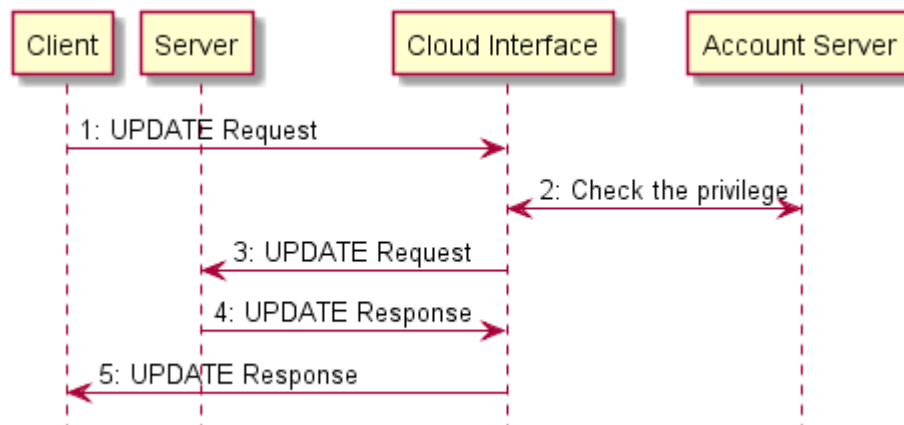 Client
Server
Cloud Interface
Account Server
1: UPDATE Request
2: Check the privilege
3: UPDATE Request
4: UPDATE Response
5: UPDATE Response